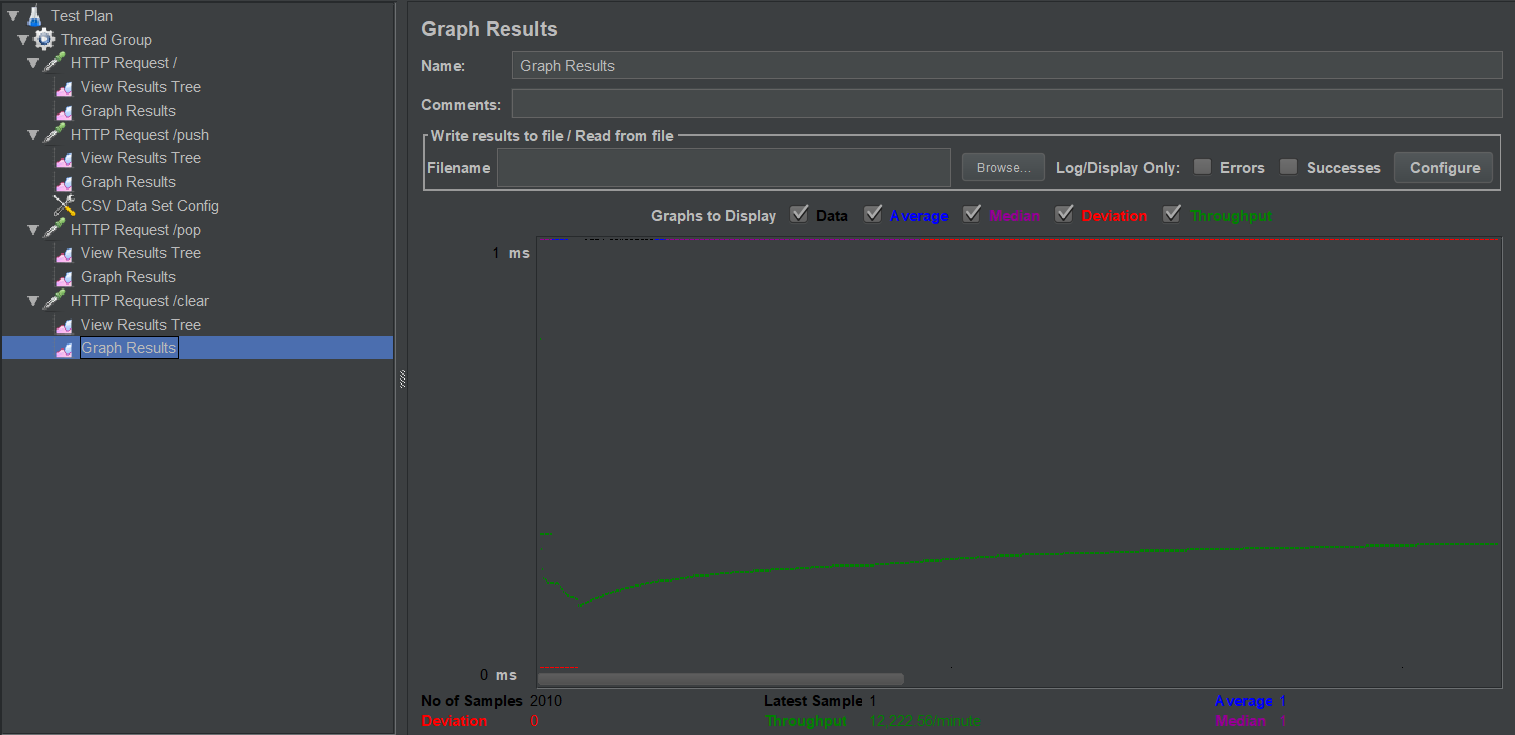 Test Plan
Thread Group
HTTP Request /
View Results Tree
Graph Results
HTTP Request /push
View Results Tree
Graph Results
CSV Data Set Config
HTTP Request /pop
View Results Tree
Graph Results
HTTP Request /clear
View Results Tree
Graph Results
Graph Results
Name: Graph Results
Comments:
Write results to file / Read from file
Filename Browse... Log/Display Only: Errors Successes Configure
Graphs to Display Data Average Median Deviation Throughput
1 ms
0 ms
No of Samples 2010 Latest Sample 1 Average 1
Deviation 0 Throughput 12,222.56/minute Median 1